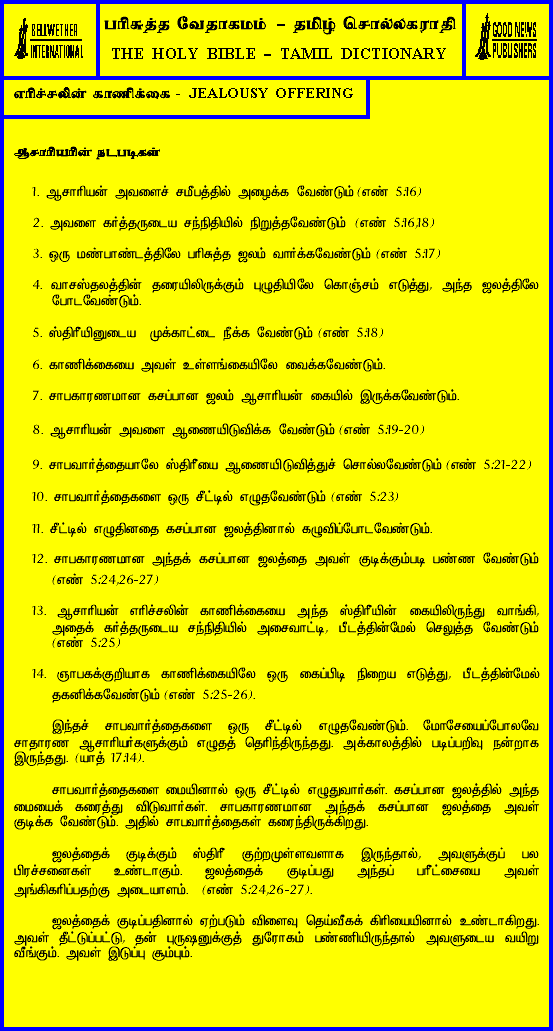 BELLWETHER
INTERNATIONAL
பரிசுத்த வேதாகமம் – தமிழ் சொல்லகராதி
THE HOLY BIBLE – TAMIL DICTIONARY
GOOD NEWS
PUBLISHERS
எரிச்சலின் காணிக்கை - JEALOUSY OFFERING
ஆசாரியரின் நடபடிகள்
1. ஆசாரியன் அவளைச் சமீபத்தில் அழைக்க வேண்டும் (எண் 5:16)
2. அவளை கர்த்தருடைய சந்நிதியில் நிறுத்தவேண்டும் (எண் 5:16,18)
3. ஒரு மண்பாண்டத்திலே பரிசுத்த ஜலம் வார்க்கவேண்டும் (எண் 5:17)
4. வாசஸ்தலத்தின் தரையிலிருக்கும் புழுதியிலே கொஞ்சம் எடுத்து, அந்த ஜலத்திலே
போடவேண்டும்.
5. ஸ்திரீயினுடைய முக்காட்டை நீக்க வேண்டும் (எண் 5:18)
6. காணிக்கையை அவள் உள்ளங்கையிலே வைக்கவேண்டும்.
7. சாபகாரணமான கசப்பான ஜலம் ஆசாரியன் கையில் இருக்கவேண்டும்.
8. ஆசாரியன் அவளை ஆணையிடுவிக்க வேண்டும் (எண் 5:19-20)
9. சாபவார்த்தையாலே ஸ்திரீயை ஆணையிடுவித்துச் சொல்லவேண்டும் (எண் 5:21-22)
10. சாபவார்த்தைகளை ஒரு சீட்டில் எழுதவேண்டும் (எண் 5:23)
11. சீட்டில் எழுதினதை கசப்பான ஜலத்தினால் கழுவிப்போடவேண்டும்.
12. சாபகாரணமான அந்தக் கசப்பான ஜலத்தை அவள் குடிக்கும்படி பண்ண வேண்டும்
(எண் 5:24,26-27)
13. ஆசாரியன் எரிச்சலின் காணிக்கையை அந்த ஸ்திரீயின் கையிலிருந்து வாங்கி,
அதைக் கர்த்தருடைய சந்நிதியில் அசைவாட்டி, பீடத்தின்மேல் செலுத்த வேண்டும்
(எண் 5:25)
14. ஞாபகக்குறியாக காணிக்கையிலே ஒரு கைப்பிடி நிறைய எடுத்து, பீடத்தின்மேல்
தகனிக்கவேண்டும் (எண் 5:25-26).
இந்தச் சாபவார்த்தைகளை ஒரு சீட்டில் எழுதவேண்டும். மோசேயைப்போலவே
சாதாரண ஆசாரியர்களுக்கும் எழுதத் தெரிந்திருந்தது. அக்காலத்தில் படிப்பறிவு நன்றாக
இருந்தது. (யாத் 17:14).
சாபவார்த்தைகளை மையினால் ஒரு சீட்டில் எழுதுவார்கள். கசப்பான ஜலத்தில் அந்த
மையைக் கரைத்து விடுவார்கள். சாபகாரணமான அந்தக் கசப்பான ஜலத்தை அவள்
குடிக்க வேண்டும். அதில் சாபவார்த்தைகள் கரைந்திருக்கிறது.
ஜலத்தைக் குடிக்கும் ஸ்திரீ குற்றமுள்ளவளாக இருந்தால், அவளுக்குப் பல
பிரச்சனைகள் உண்டாகும். ஜலத்தைக் குடிப்பது அந்தப் பரீட்சையை அவள்
அங்கிகரிப்பதற்கு அடையாளம். (எண் 5:24,26-27).
ஜலத்தைக் குடிப்பதினால் ஏற்படும் விளைவு தெய்வீகக் கிரியையினால் உண்டாகிறது.
அவள் தீட்டுப்பட்டு, தன் புருஷனுக்குத் துரோகம் பண்ணியிருந்தால் அவளுடைய வயிறு
வீங்கும். அவள் இடுப்பு சூம்பும்.